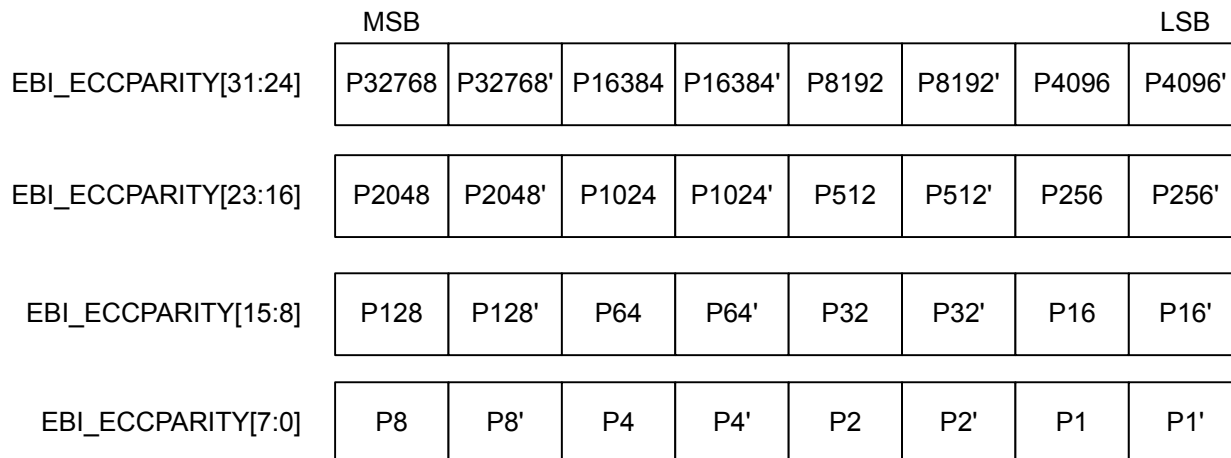 MSB LSB
EBI_ECCPARITY[31:24] P32768 P32768' P16384 P16384' P8192 P8192' P4096 P4096'
EBI_ECCPARITY[23:16] P2048 P2048' P1024 P1024' P512 P512' P256 P256'
EBI_ECCPARITY[15:8] P128 P128' P64 P64' P32 P32' P16 P16'
EBI_ECCPARITY[7:0] P8 P8' P4 P4' P2 P2' P1 P1'